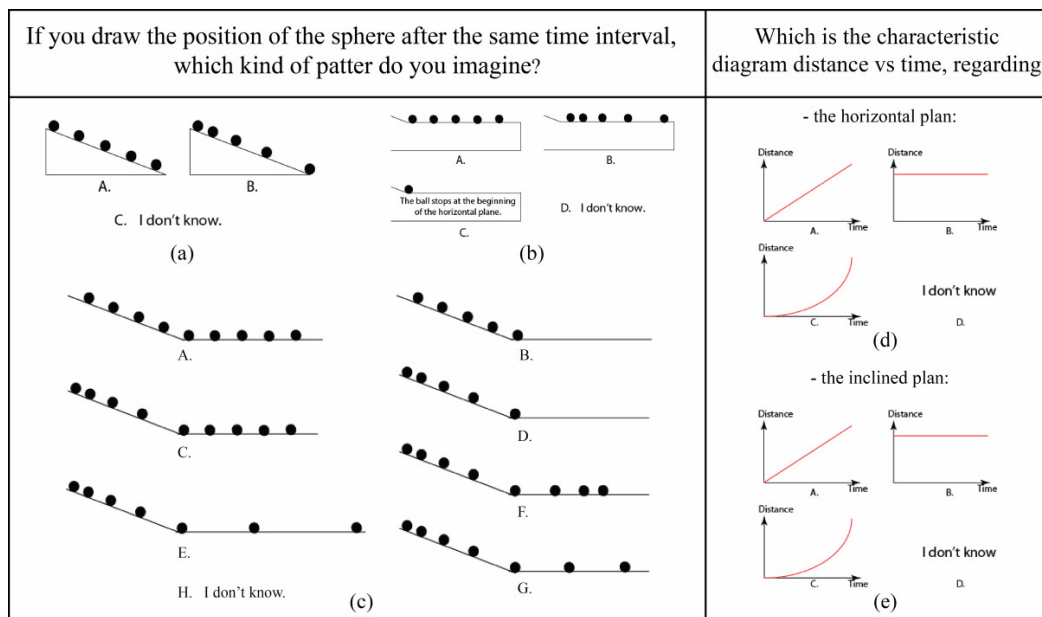 If you draw the position of the sphere after the same time interval,
which kind of patter do you imagine?
Which is the characteristic
diagram distance vs time, regarding
A.
B.
C. I don't know.
(a)
A.
B.
The ball stops at the beginning
of the horizontal plane.
C.
D. I don't know.
(b)
A.
B.
C.
D.
E.
F.
G.
H. I don't know.
(c)
- the horizontal plan:
Distance
Time
A.
Distance
Time
B.
Distance
Time
C.
I don't know
D.
(d)
- the inclined plan:
Distance
Time
A.
Distance
Time
B.
Distance
Time
C.
I don't know
D.
(e)